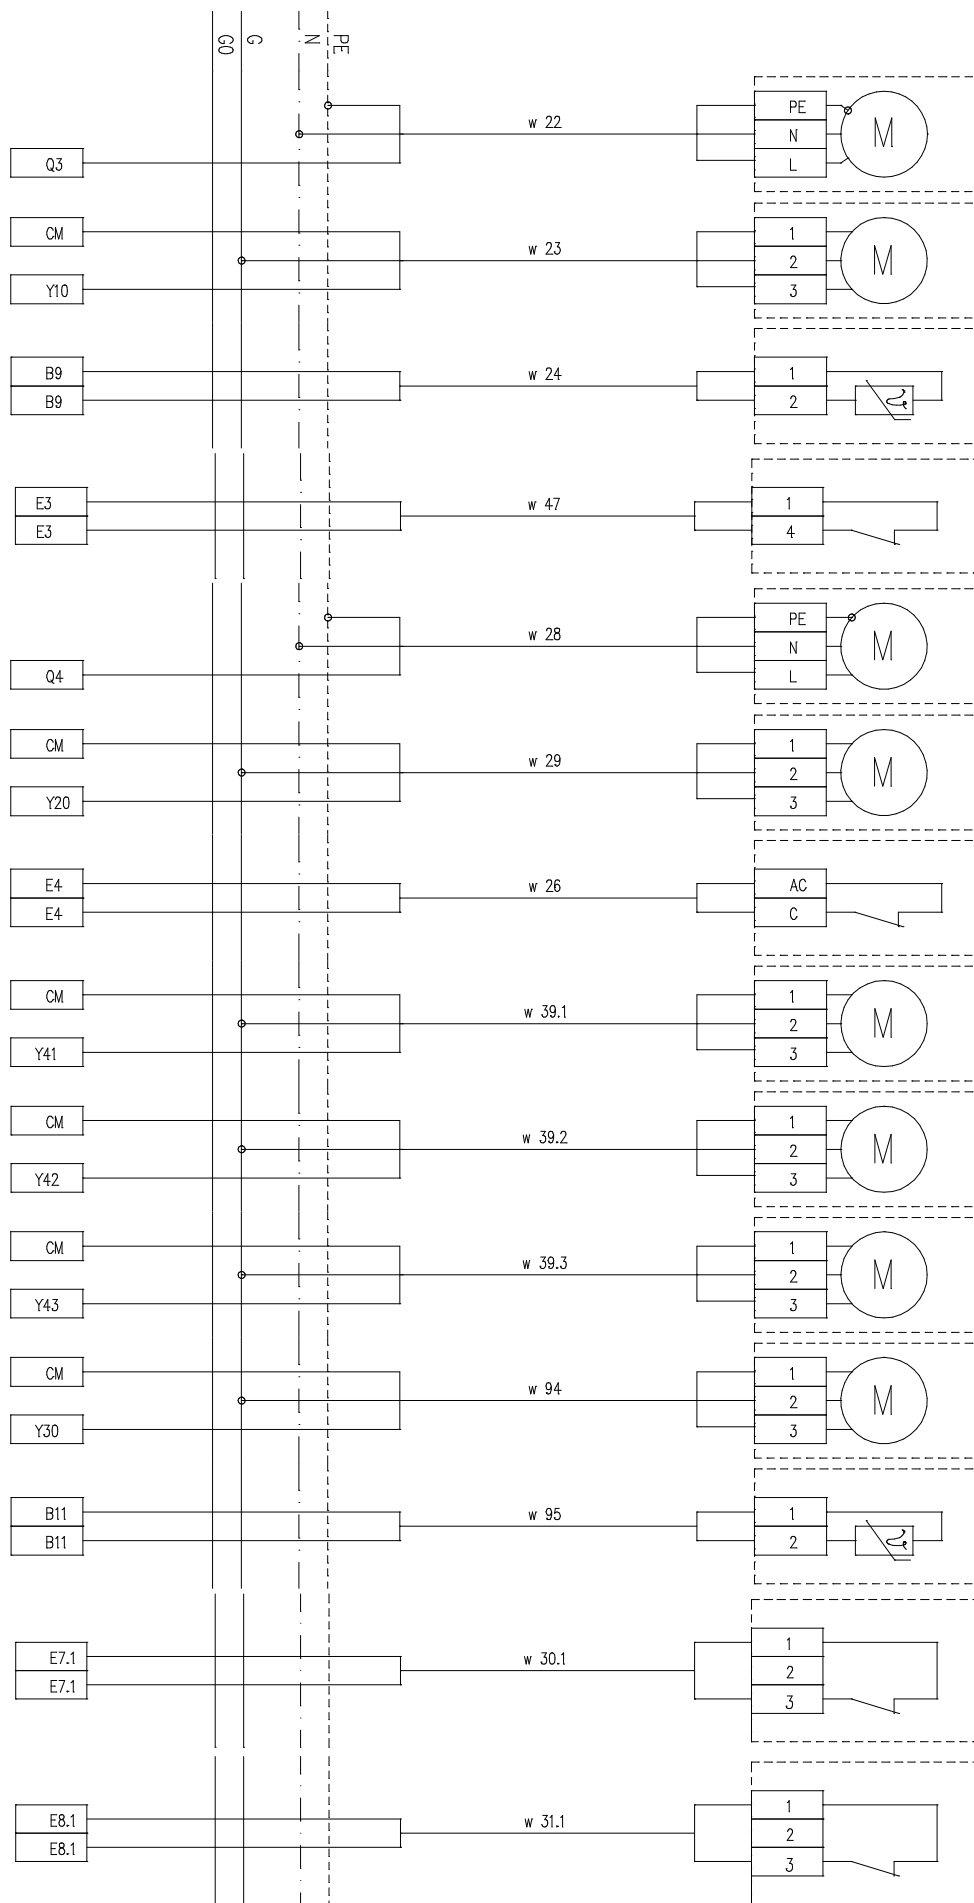 G0 G N PE
PE
w 22
N M
Q3 L
CM 1
w 23
2 M
Y10 3
B9 w 24 1
B9 2
E3 w 47 1
E3 4
PE
w 28
N M
Q4 L
CM 1
w 29
2 M
Y20 3
E4 w 26 AC
E4 C
CM 1
w 39.1
2 M
Y41 3
CM 1
w 39.2
2 M
Y42 3
CM 1
w 39.3
2 M
Y43 3
CM 1
w 94
2 M
Y30 3
B11 w 95 1
B11 2
1
E7.1 w 30.1
2
E7.1
3
1
E8.1 w 31.1
2
E8.1
3